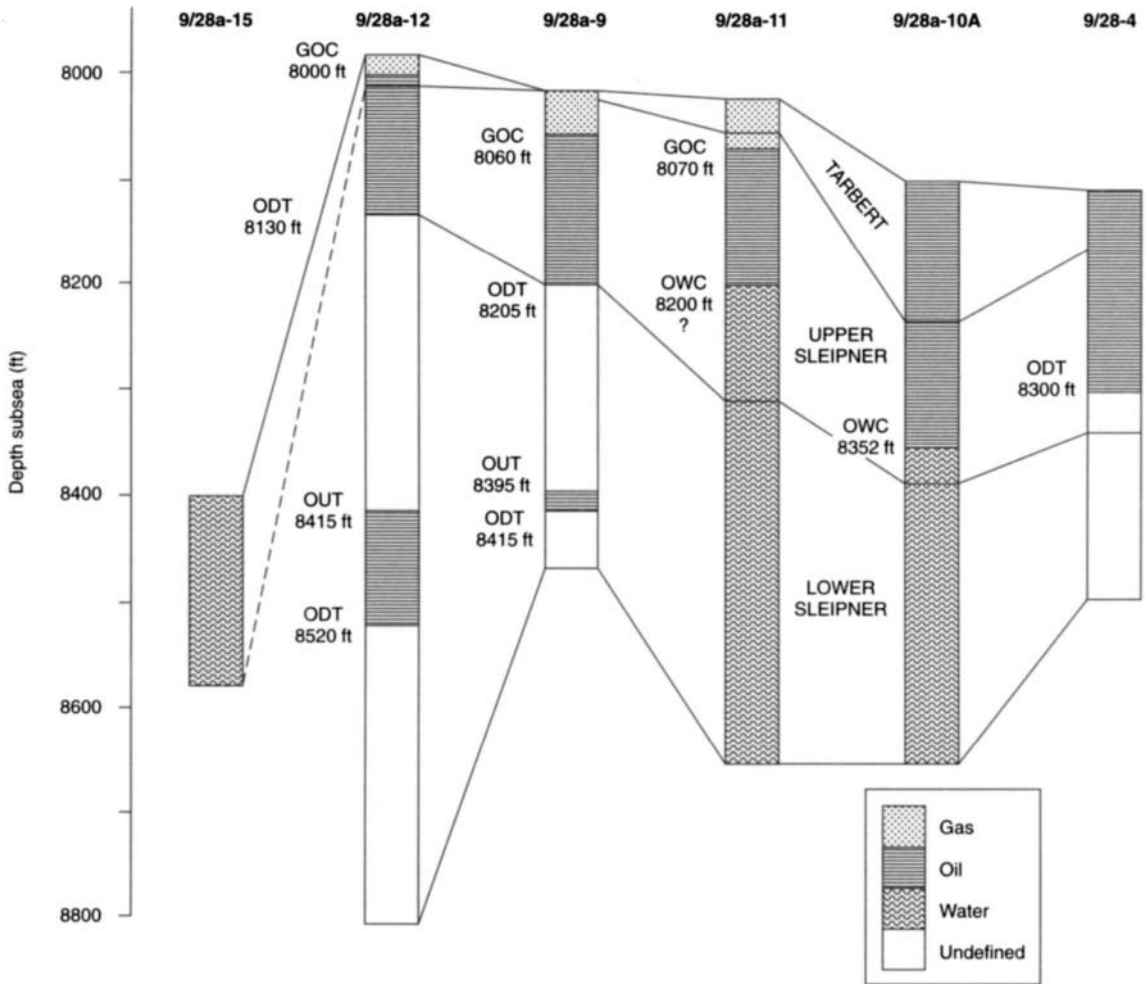 9/28a-15
9/28a-12
9/28a-9
9/28a-11
9/28a-10A
9/28-4
Depth subsea (ft)
8000
8200
8400
8600
8800
GOC
8000 ft
ODT
8130 ft
OUT
8415 ft
ODT
8520 ft
GOC
8060 ft
ODT
8205 ft
OUT
8395 ft
ODT
8415 ft
GOC
8070 ft
OWC
8200 ft
?
TARBERT
UPPER
SLEIPNER
OWC
8352 ft
LOWER
SLEIPNER
ODT
8300 ft
Gas
Oil
Water
Undefined